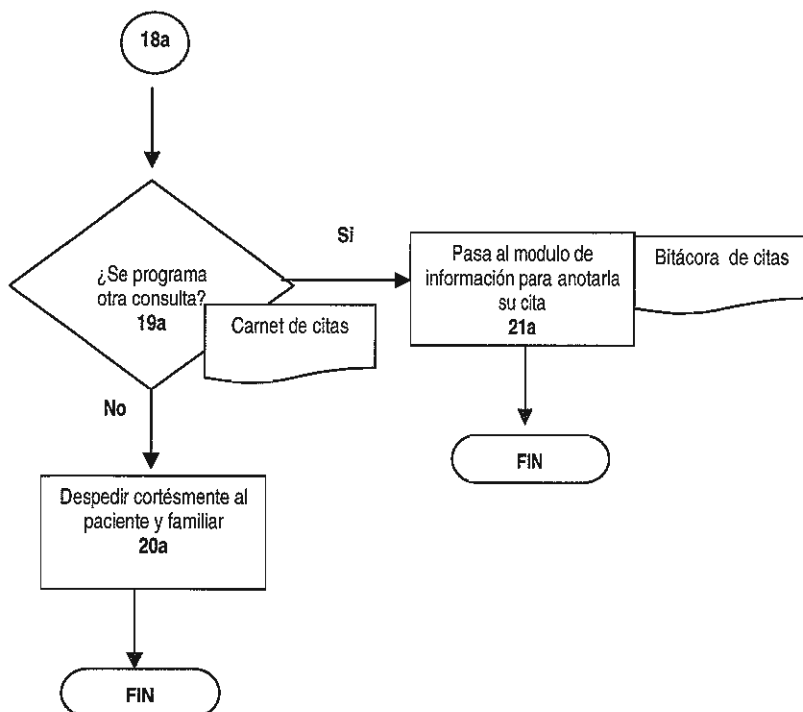 18a
¿Se programa
otra consulta?
19a
Carnet de citas
Si
Pasa al modulo de
información para anotarla
su cita
21a
Bitácora de citas
FIN
No
Despedir cortésmente al
paciente y familiar
20a
FIN